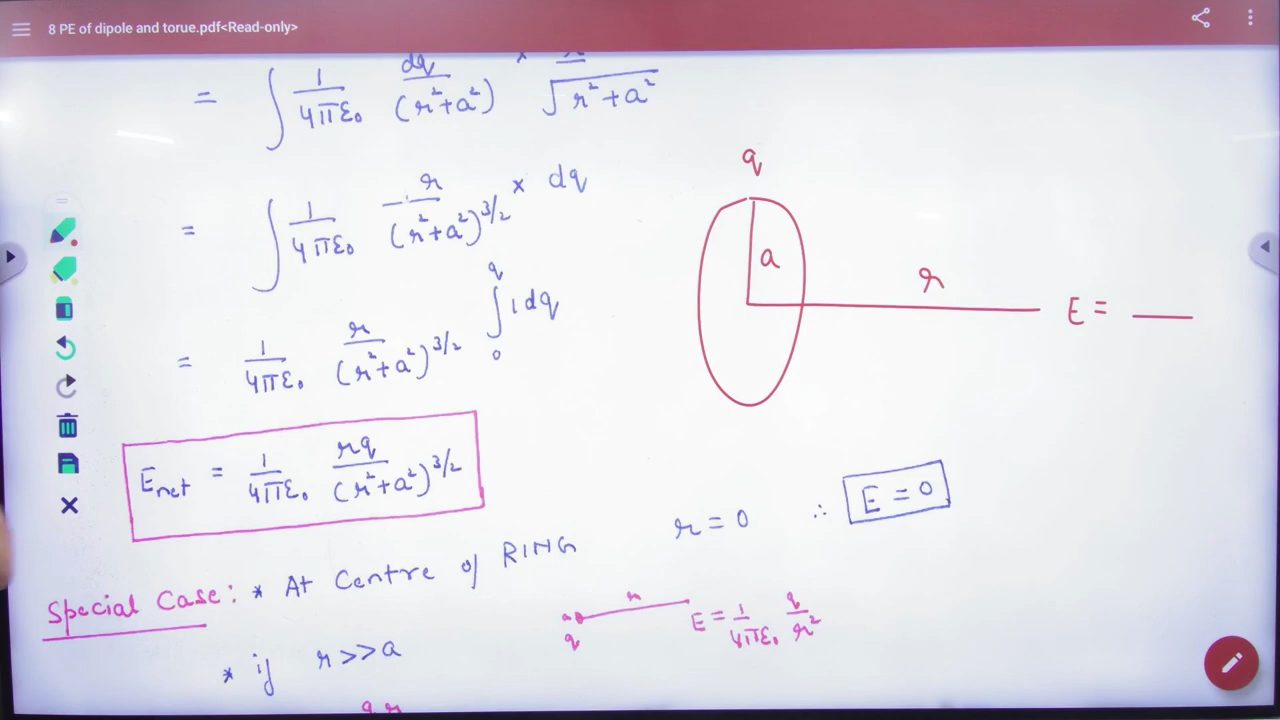 8 PE of dipole and torue.pdf<Read-only>
= ∫ 1/4πε₀ dq/(r²+a²) × r/√r²+a²
= ∫ 1/4πε₀ r/(r²+a²)^3/2 × dq
= 1/4πε₀ r/(r²+a²)^3/2 ∫₀^q 1 dq
E net = 1/4πε₀ rq/(r²+a²)^3/2
q
a
r
E = ___
Special Case: * At Centre of RING r = 0 ∴ E = 0
* if r >> a
a
q
r
E = 1/4πε₀ q/r²
q r